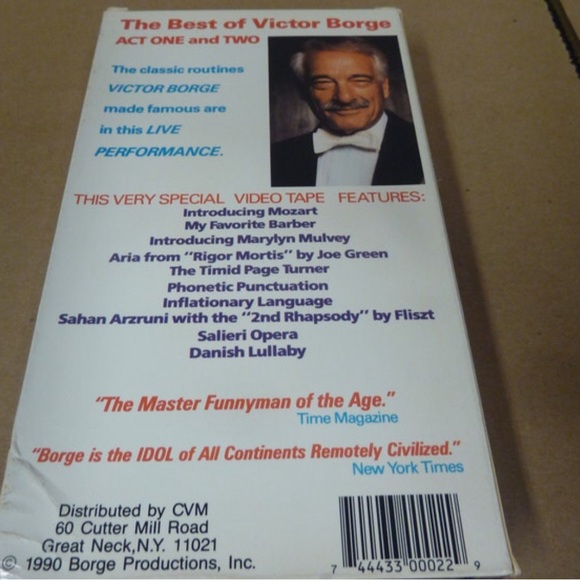 The Best of Victor Borge
ACT ONE and TWO
The classic routines
VICTOR BORGE
made famous are
in this LIVE
PERFORMANCE.
THIS VERY SPECIAL VIDEO TAPE FEATURES:
Introducing Mozart
My Favorite Barber
Introducing Marylyn Mulvey
Aria from "Rigor Mortis" by Joe Green
The Timid Page Turner
Phonetic Punctuation
Inflationary Language
Sahan Arzruni with the "2nd Rhapsody" by Fliszt
Salieri Opera
Danish Lullaby
"The Master Funnyman of the Age."
Time Magazine
"Borge is the IDOL of All Continents Remotely Civilized."
New York Times
Distributed by CVM
60 Cutter Mill Road
Great Neck,N.Y. 11021
© 1990 Borge Productions, Inc.
7 44433 00022 9